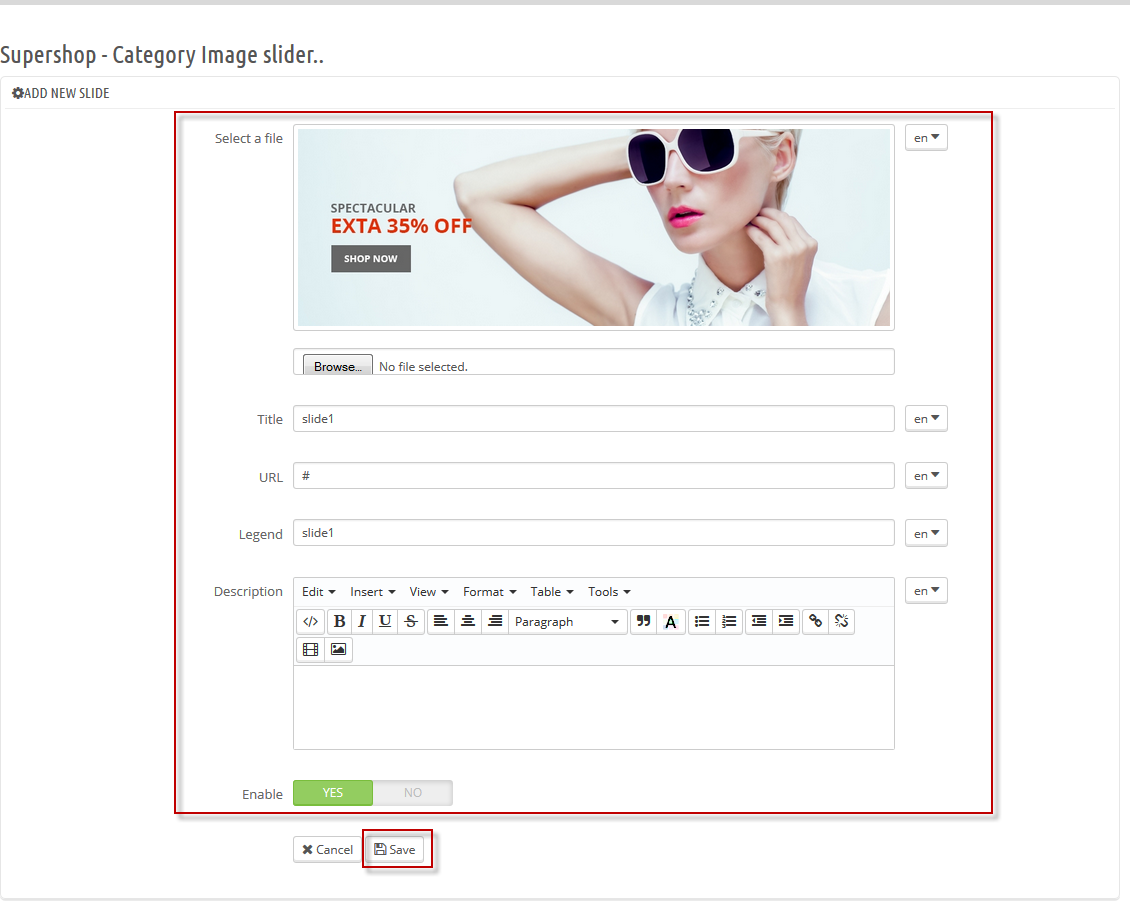 Supershop - Category Image slider..
ADD NEW SLIDE
Select a file
SPECTACULAR
EXTA 35% OFF
SHOP NOW
en
Browse... No file selected.
Title slide1 en
URL # en
Legend slide1 en
Description Edit Insert View Format Table Tools en
</> B I U S Paragraph A
Enable YES NO
Cancel Save